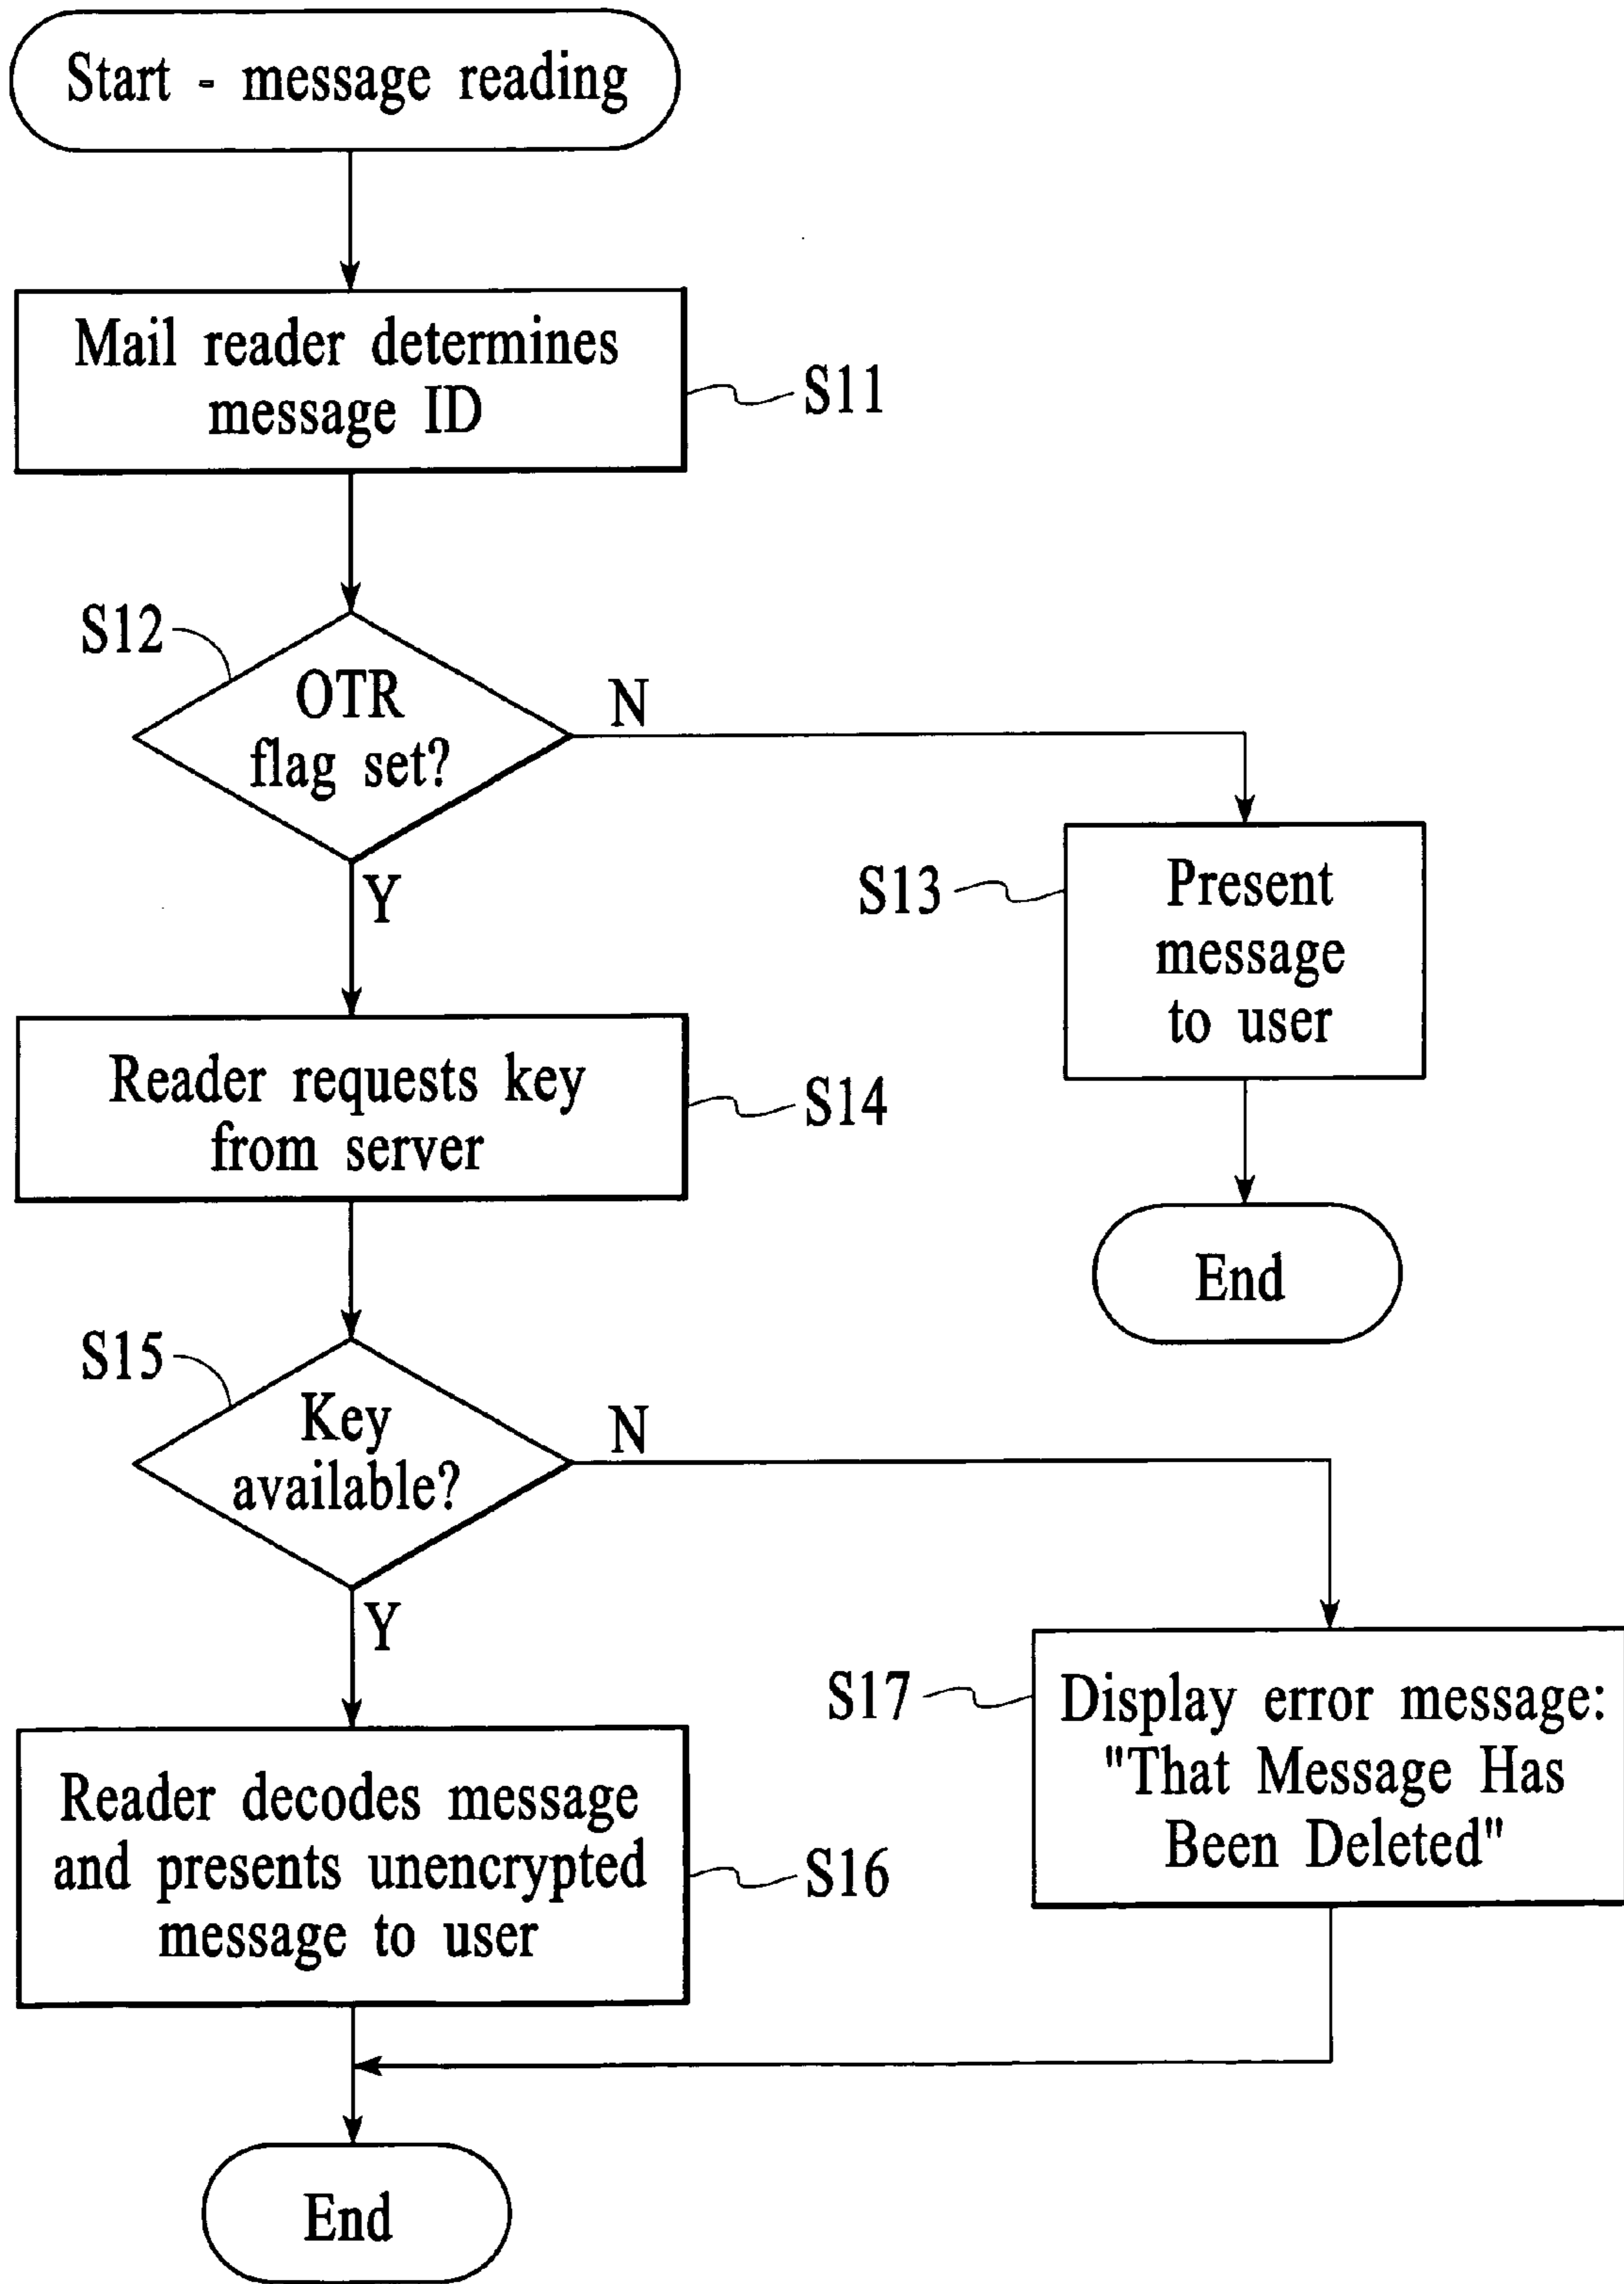 Start - message reading
Mail reader determines
message ID
S11
S12
OTR
flag set?
N
Y
S13
Present
message
to user
Reader requests key
from server
S14
End
S15
Key
available?
N
Y
S17
Display error message:
"That Message Has
Been Deleted"
Reader decodes message
and presents unencrypted
message to user
S16
End